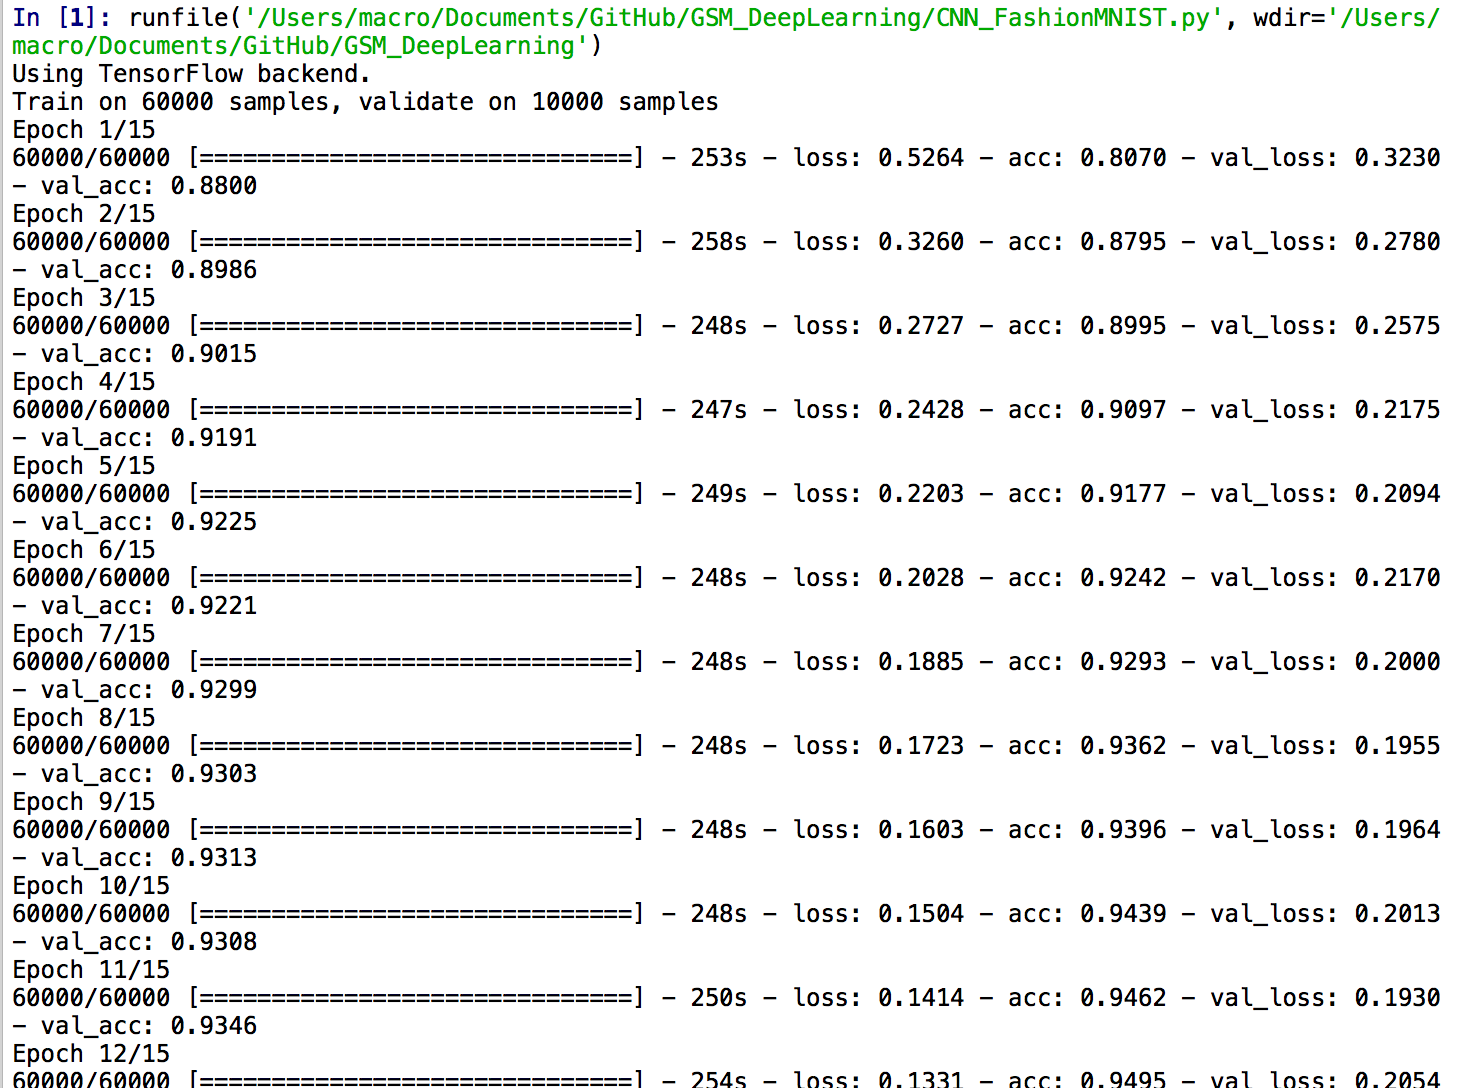 In [1]: runfile('/Users/macro/Documents/GitHub/GSM_DeepLearning/CNN_FashionMNIST.py', wdir='/Users/
macro/Documents/GitHub/GSM_DeepLearning')
Using TensorFlow backend.
Train on 60000 samples, validate on 10000 samples
Epoch 1/15
60000/60000 [==============================] - 253s - loss: 0.5264 - acc: 0.8070 - val_loss: 0.3230
- val_acc: 0.8800
Epoch 2/15
60000/60000 [==============================] - 258s - loss: 0.3260 - acc: 0.8795 - val_loss: 0.2780
- val_acc: 0.8986
Epoch 3/15
60000/60000 [==============================] - 248s - loss: 0.2727 - acc: 0.8995 - val_loss: 0.2575
- val_acc: 0.9015
Epoch 4/15
60000/60000 [==============================] - 247s - loss: 0.2428 - acc: 0.9097 - val_loss: 0.2175
- val_acc: 0.9191
Epoch 5/15
60000/60000 [==============================] - 249s - loss: 0.2203 - acc: 0.9177 - val_loss: 0.2094
- val_acc: 0.9225
Epoch 6/15
60000/60000 [==============================] - 248s - loss: 0.2028 - acc: 0.9242 - val_loss: 0.2170
- val_acc: 0.9221
Epoch 7/15
60000/60000 [==============================] - 248s - loss: 0.1885 - acc: 0.9293 - val_loss: 0.2000
- val_acc: 0.9299
Epoch 8/15
60000/60000 [==============================] - 248s - loss: 0.1723 - acc: 0.9362 - val_loss: 0.1955
- val_acc: 0.9303
Epoch 9/15
60000/60000 [==============================] - 248s - loss: 0.1603 - acc: 0.9396 - val_loss: 0.1964
- val_acc: 0.9313
Epoch 10/15
60000/60000 [==============================] - 248s - loss: 0.1504 - acc: 0.9439 - val_loss: 0.2013
- val_acc: 0.9308
Epoch 11/15
60000/60000 [==============================] - 250s - loss: 0.1414 - acc: 0.9462 - val_loss: 0.1930
- val_acc: 0.9346
Epoch 12/15
60000/60000 [==============================] - 254s - loss: 0.1331 - acc: 0.9495 - val_loss: 0.2054